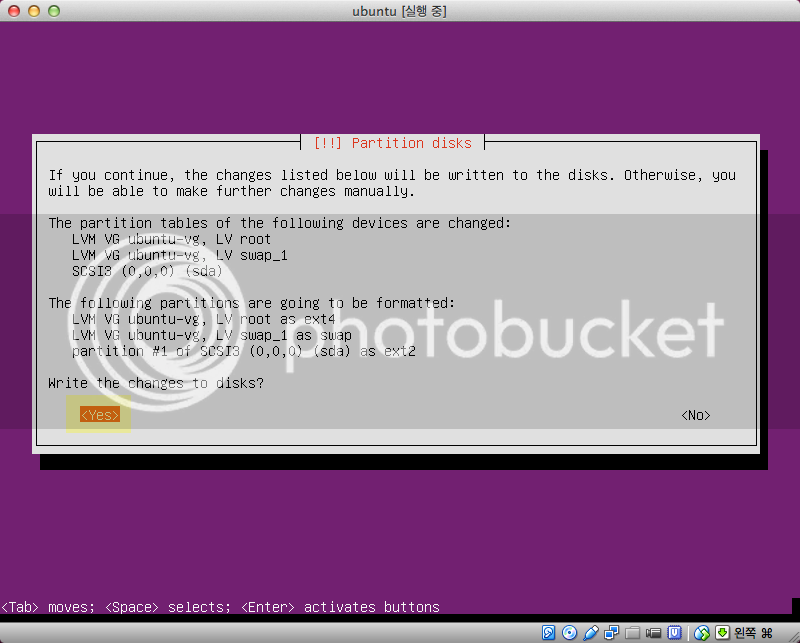 ubuntu [실행 중]
[!!] Partition disks
If you continue, the changes listed below will be written to the disks. Otherwise, you
will be able to make further changes manually.
The partition tables of the following devices are changed:
LVM VG ubuntu-vg, LV root
LVM VG ubuntu-vg, LV swap_1
SCSI3 (0,0,0) (sda)
The following partitions are going to be formatted:
LVM VG ubuntu-vg, LV root as ext4
LVM VG ubuntu-vg, LV swap_1 as swap
partition #1 of SCSI3 (0,0,0) (sda) as ext2
photobucket
Write the changes to disks?
<Yes> <No>
<Tab> moves; <Space> selects; <Enter> activates buttons
왼쪽 ⌘